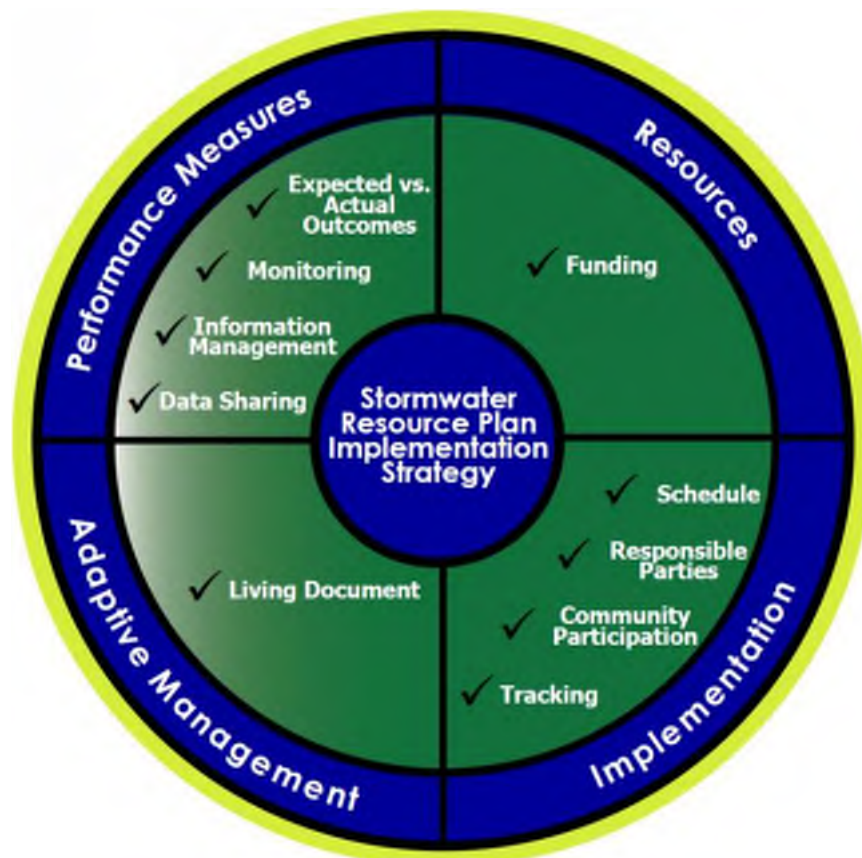 Performance Measures
Resources
Expected vs.
Actual
Outcomes
Monitoring
Information
Management
Data Sharing
Funding
Stormwater
Resource Plan
Implementation
Strategy
Schedule
Responsible
Parties
Community
Participation
Tracking
Living Document
Adaptive Management
Implementation